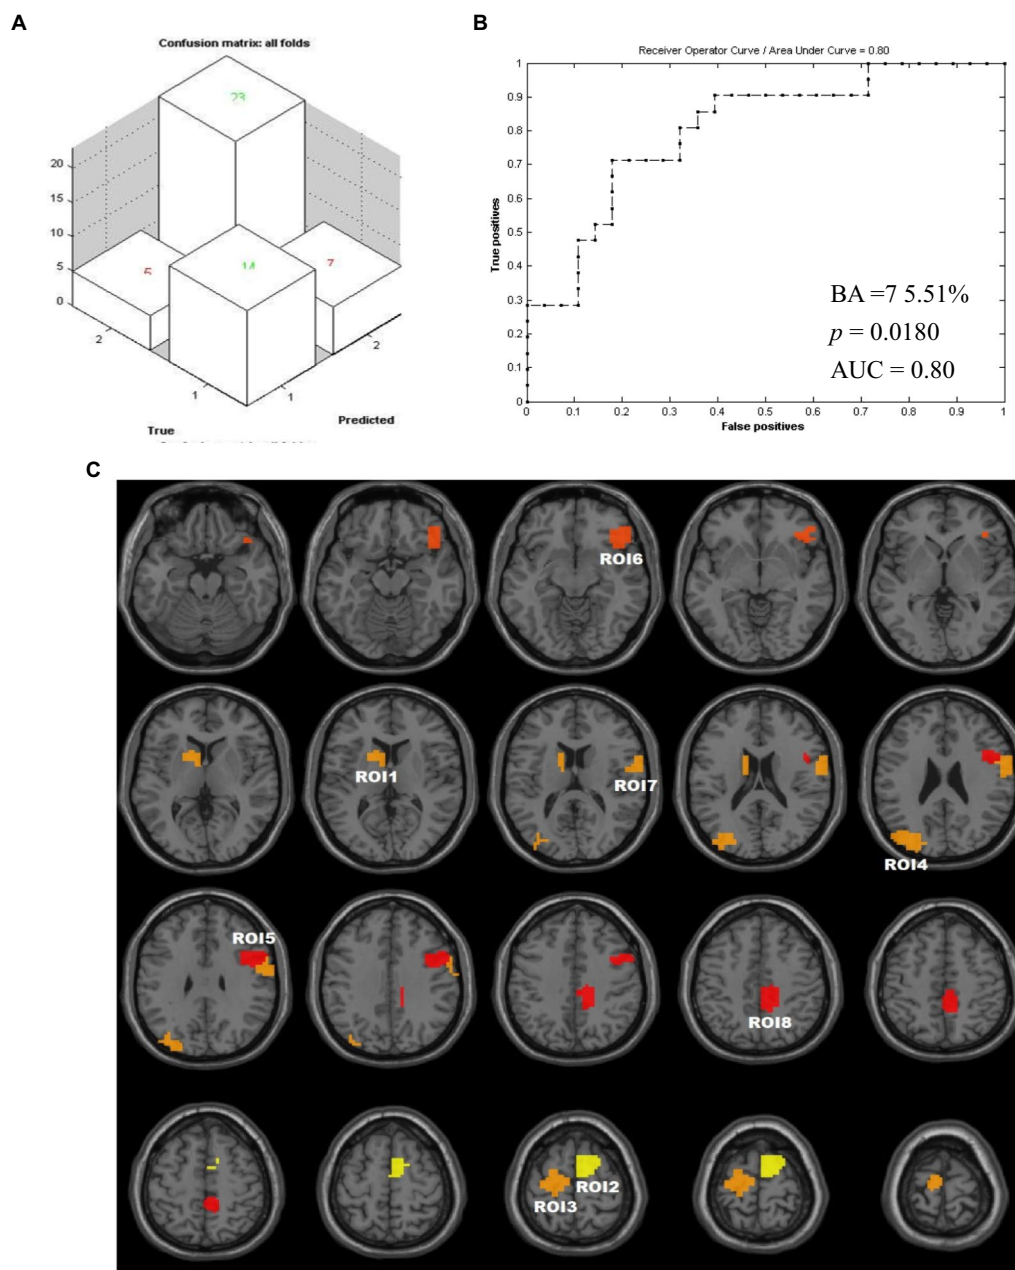 A
B
Confusion matrix: all folds
23
5
14
7
20
15
10
5
0
2
1
1
2
True
Predicted
Receiver Operator Curve / Area Under Curve = 0.80
1
0.9
0.8
0.7
0.6
0.5
0.4
0.3
0.2
0.1
0
True positives
BA =7 5.51%
p = 0.0180
AUC = 0.80
0 0.1 0.2 0.3 0.4 0.5 0.6 0.7 0.8 0.9 1
False positives
C
ROI6
ROI1
ROI7
ROI4
ROI5
ROI8
ROI2
ROI3